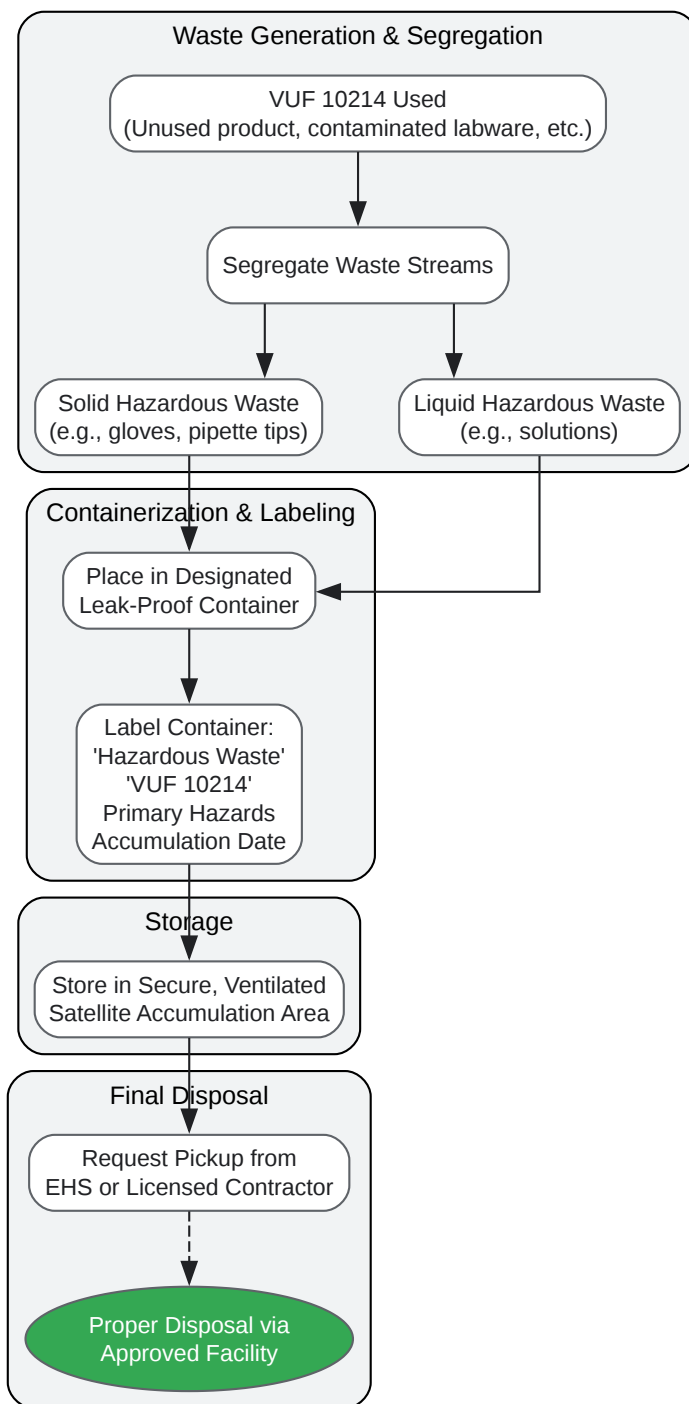 Waste Generation & Segregation
VUF 10214 Used
(Unused product, contaminated labware, etc.)
Segregate Waste Streams
Solid Hazardous Waste
(e.g., gloves, pipette tips)
Liquid Hazardous Waste
(e.g., solutions)
Containerization & Labeling
Place in Designated
Leak-Proof Container
Label Container:
'Hazardous Waste'
'VUF 10214'
Primary Hazards
Accumulation Date
Storage
Store in Secure, Ventilated
Satellite Accumulation Area
Final Disposal
Request Pickup from
EHS or Licensed Contractor
Proper Disposal via
Approved Facility